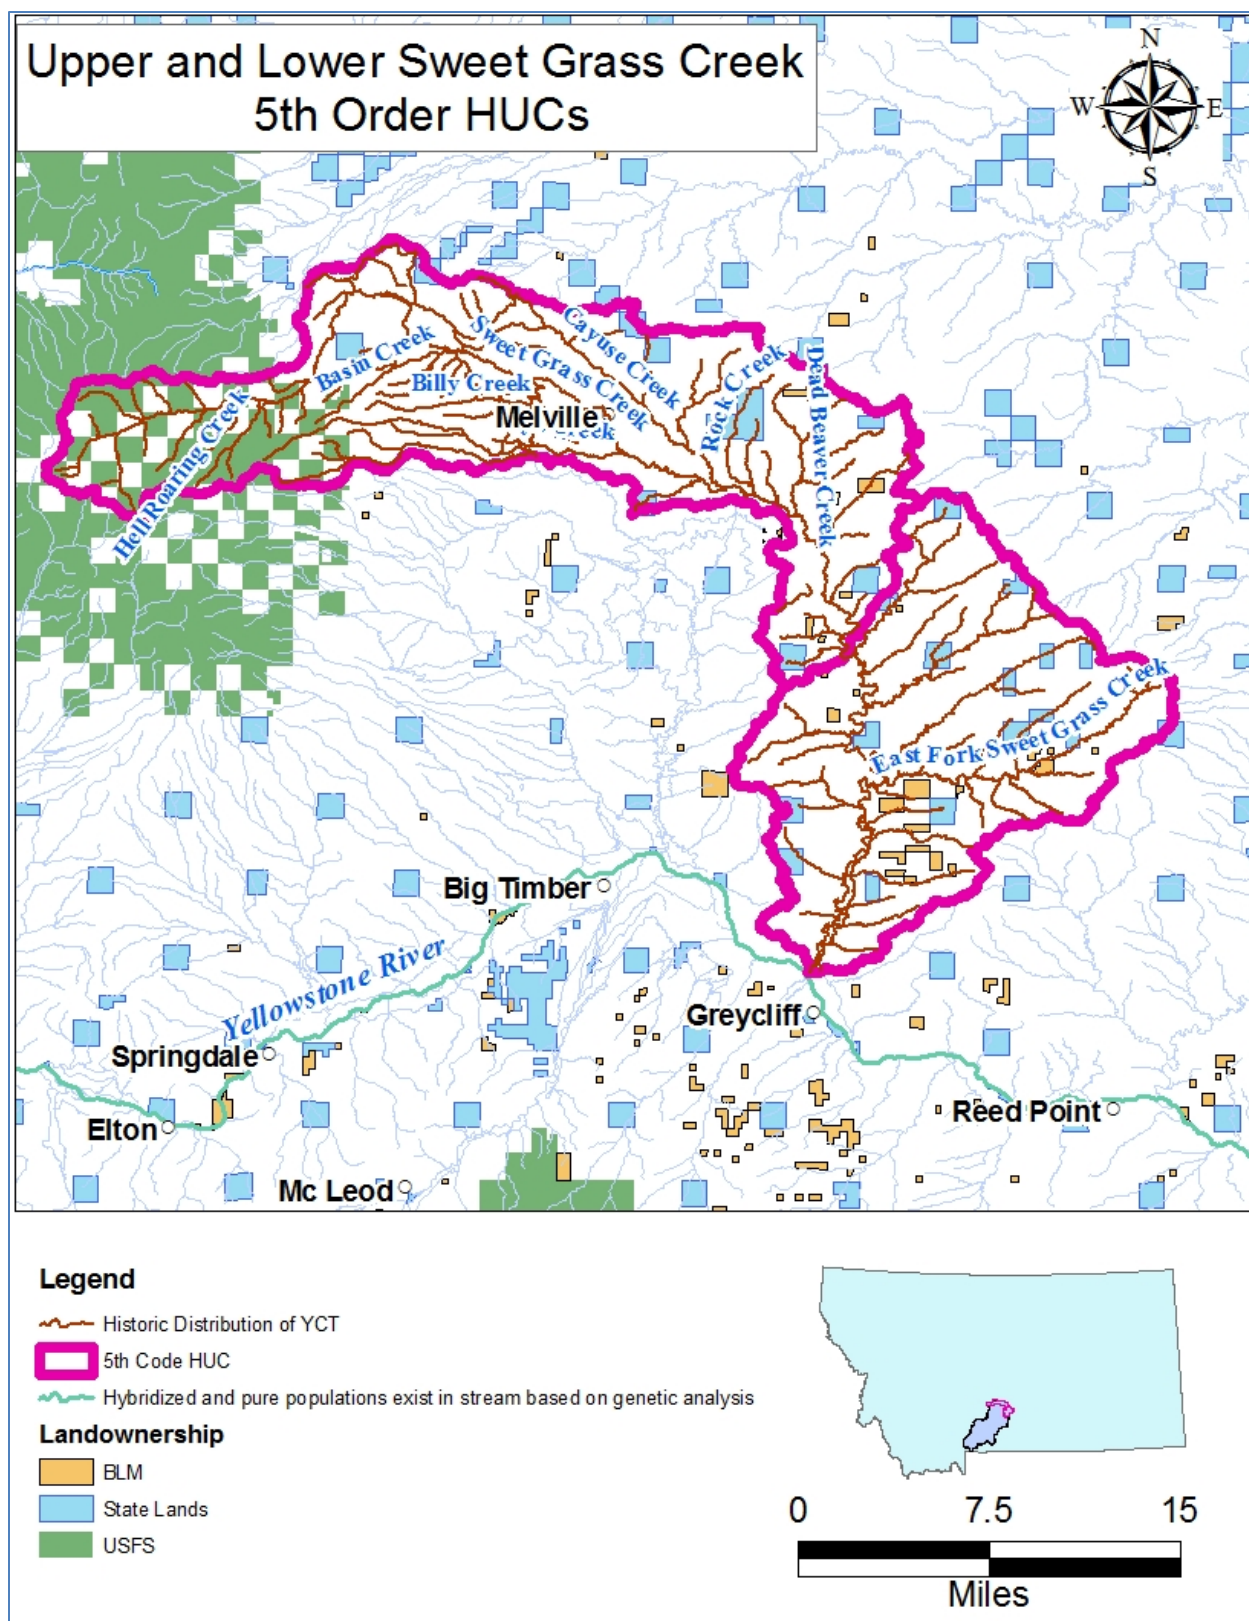 Upper and Lower Sweet Grass Creek
5th Order HUCs
N
W
E
S
Cayuse Creek
Sweet Grass Creek
Basin Creek
Billy Creek
Rock Creek
Dead Beaver Creek
Melville
Creek
Hell Roaring Creek
East Fork Sweet Grass Creek
Big Timber
Yellowstone River
Greycliff
Springdale
Elton
Reed Point
Mc Leod
Legend
Historic Distribution of YCT
5th Code HUC
Hybridized and pure populations exist in stream based on genetic analysis
Landownership
BLM
State Lands
USFS
0 7.5 15
Miles